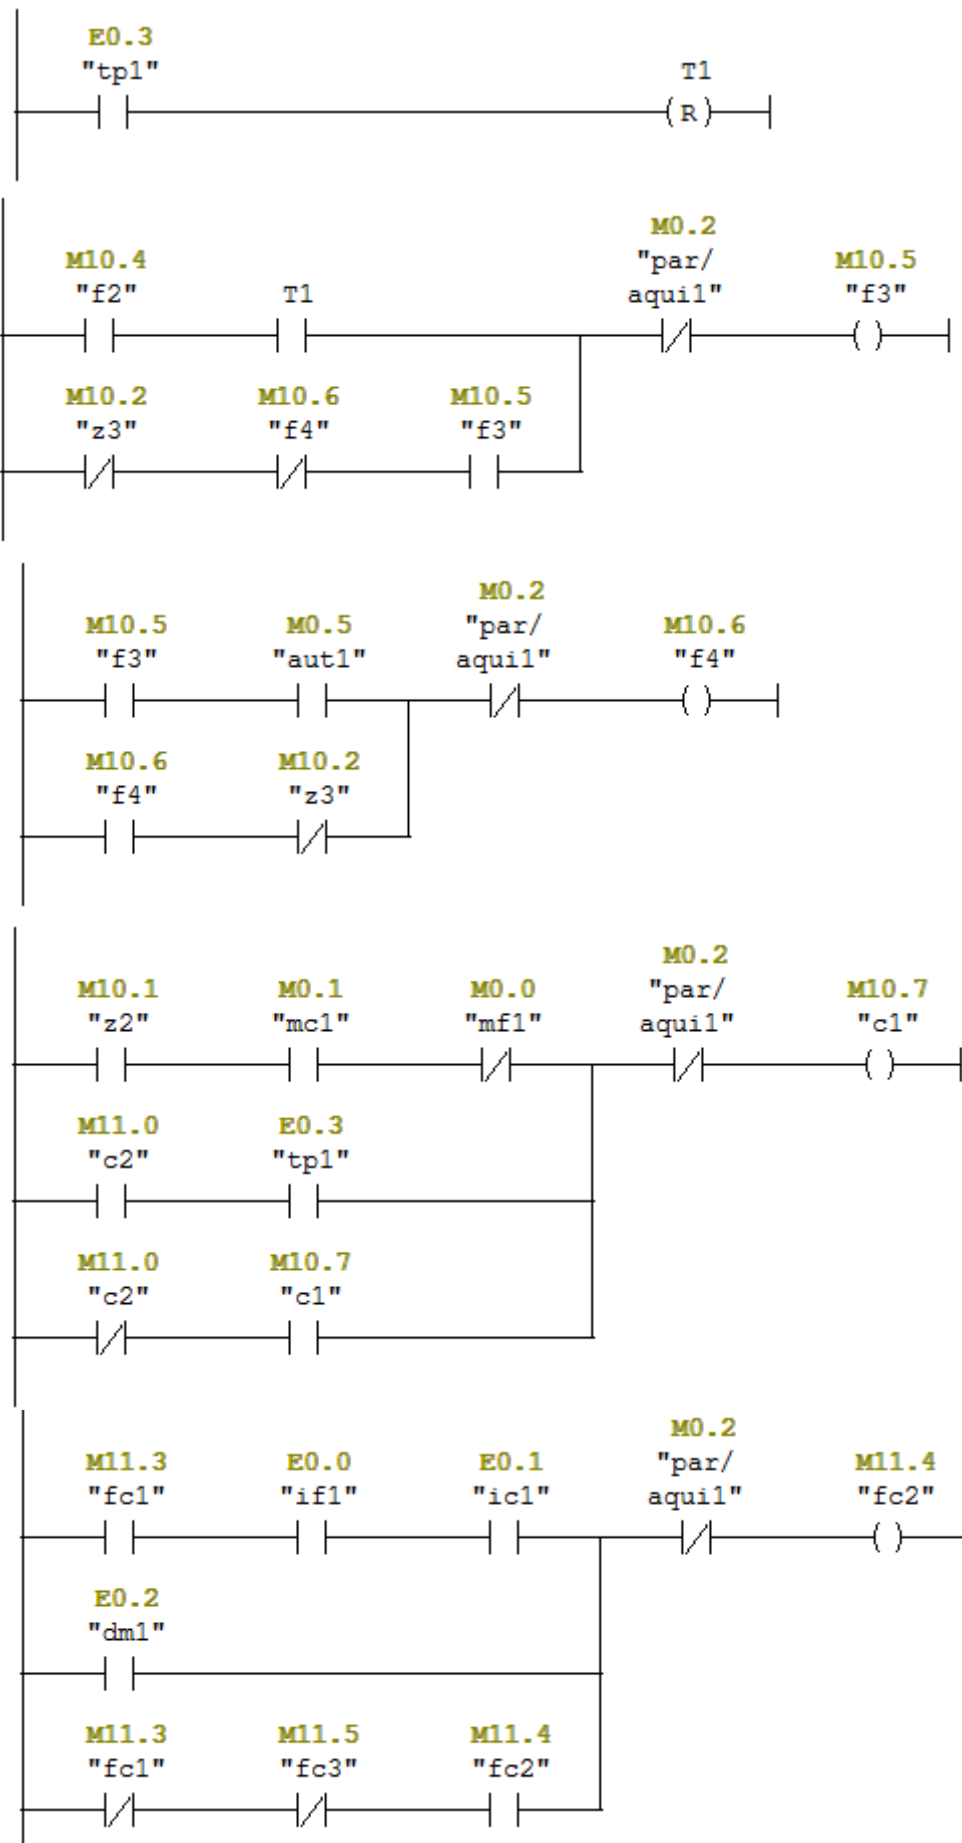 E0.3
"tp1" T1
( R )
M0.2
M10.4 "par/ M10.5
"f2" T1 aqui1" "f3"
M10.2 M10.6 M10.5
"z3" "f4" "f3"
M0.2
M10.5 M0.5 "par/ M10.6
"f3" "aut1" aqui1" "f4"
M10.6 M10.2
"f4" "z3"
M0.2
M10.1 M0.1 M0.0 "par/ M10.7
"z2" "mc1" "mf1" aqui1" "c1"
M11.0 E0.3
"c2" "tp1"
M11.0 M10.7
"c2" "c1"
M0.2
M11.3 E0.0 E0.1 "par/ M11.4
"fc1" "if1" "ic1" aqui1" "fc2"
E0.2
"dm1"
M11.3 M11.5 M11.4
"fc1" "fc3" "fc2"